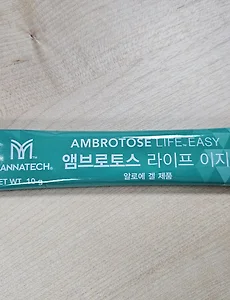 AMBROTOSE LIFE EASY
MANNATECH
앰브로토스 라이프 이지
알로에 겔 제품
NET WT. 10 g